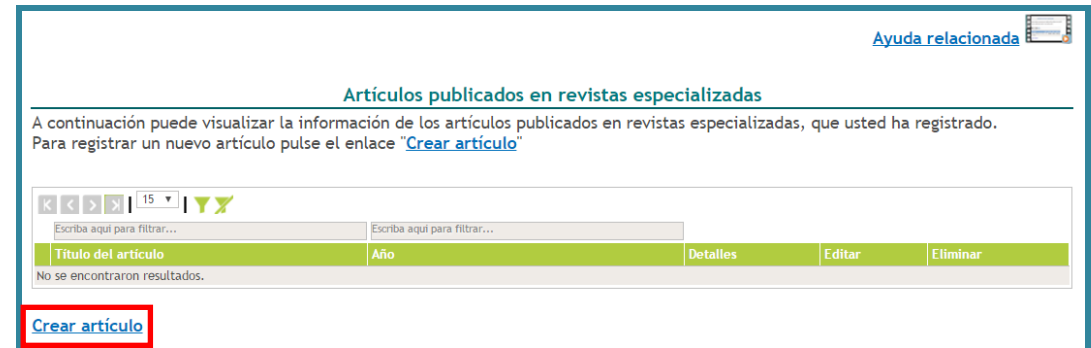 Ayuda relacionada
Artículos publicados en revistas especializadas
A continuación puede visualizar la información de los artículos publicados en revistas especializadas, que usted ha registrado.
Para registrar un nuevo artículo pulse el enlace "Crear artículo"
15
Escriba aquí para filtrar... Escriba aquí para filtrar...
Título del artículo Año Detalles Editar Eliminar
No se encontraron resultados.
Crear artículo